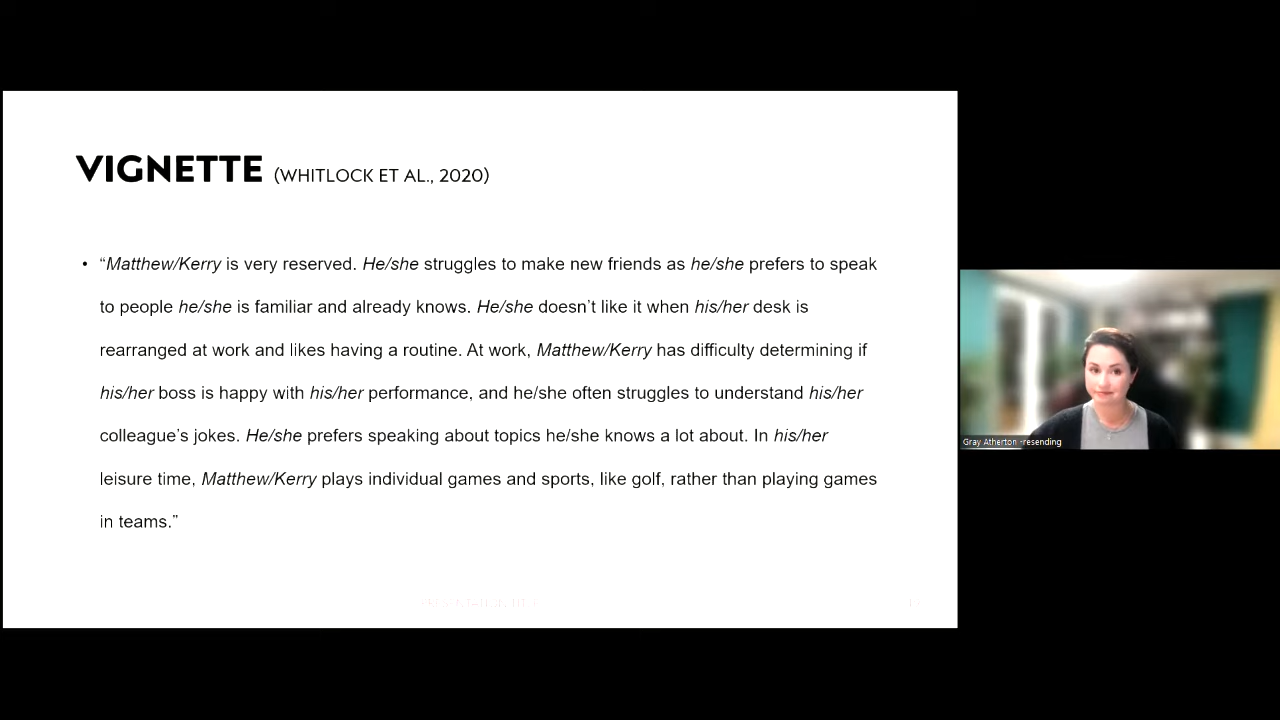 VIGNETTE (WHITLOCK ET AL., 2020)
• “Matthew/Kerry is very reserved. He/she struggles to make new friends as he/she prefers to speak
to people he/she is familiar and already knows. He/she doesn’t like it when his/her desk is
rearranged at work and likes having a routine. At work, Matthew/Kerry has difficulty determining if
his/her boss is happy with his/her performance, and he/she often struggles to understand his/her
colleague’s jokes. He/she prefers speaking about topics he/she knows a lot about. In his/her
leisure time, Matthew/Kerry plays individual games and sports, like golf, rather than playing games
in teams.”
Gray Atherton -resending